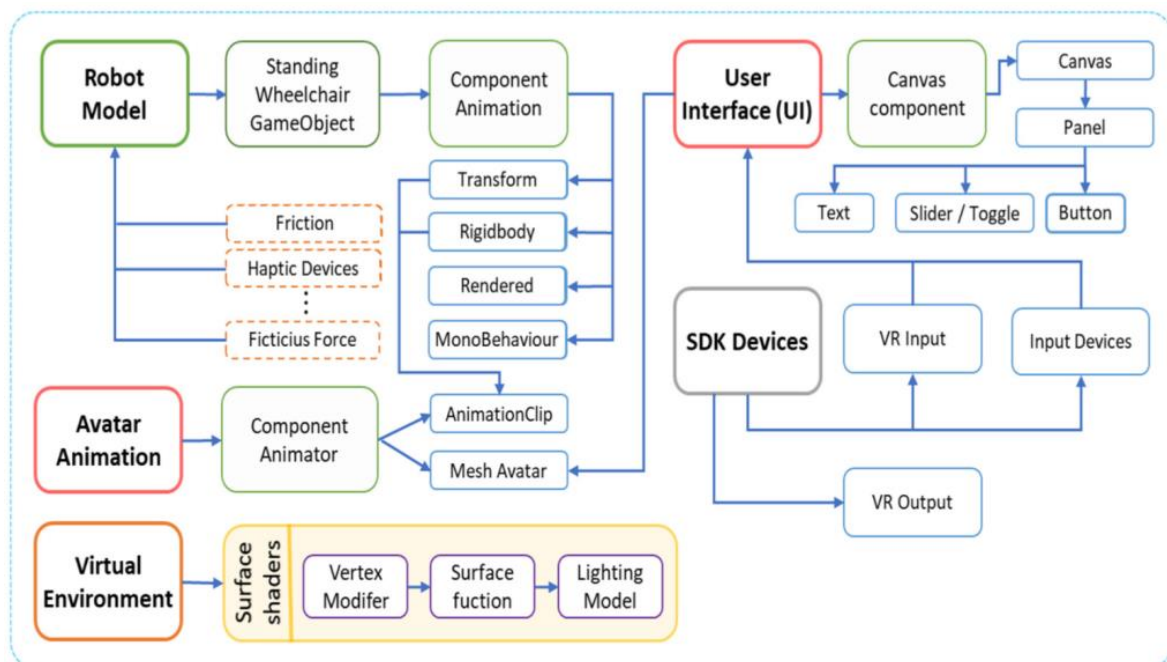 Robot
Model
Standing
Wheelchair
GameObject
Component
Animation
User
Interface (UI)
Canvas
component
Canvas
Panel
Text
Slider / Toggle
Button
Transform
Rigidbody
Rendered
MonoBehaviour
Friction
Haptic Devices
Ficticius Force
SDK Devices
VR Input
Input Devices
VR Output
Avatar
Animation
Component
Animator
AnimationClip
Mesh Avatar
Virtual
Environment
Surface
shaders
Vertex
Modifer
Surface
fuction
Lighting
Model